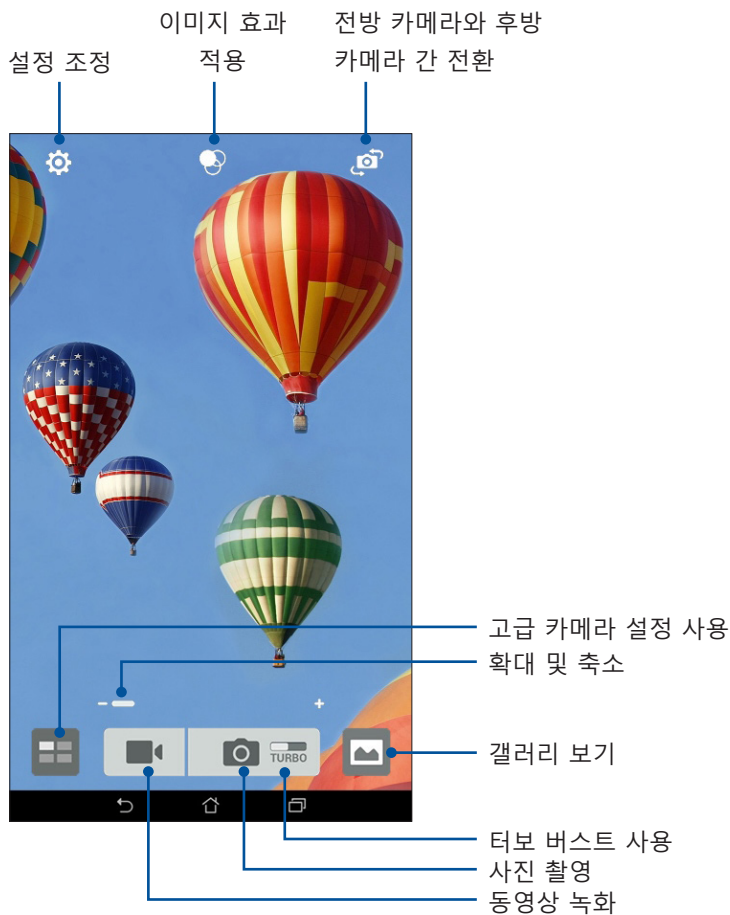 이미지 효과
적용
전방 카메라와 후방
카메라 간 전환
설정 조정
고급 카메라 설정 사용
확대 및 축소
갤러리 보기
TURBO
터보 버스트 사용
사진 촬영
동영상 녹화